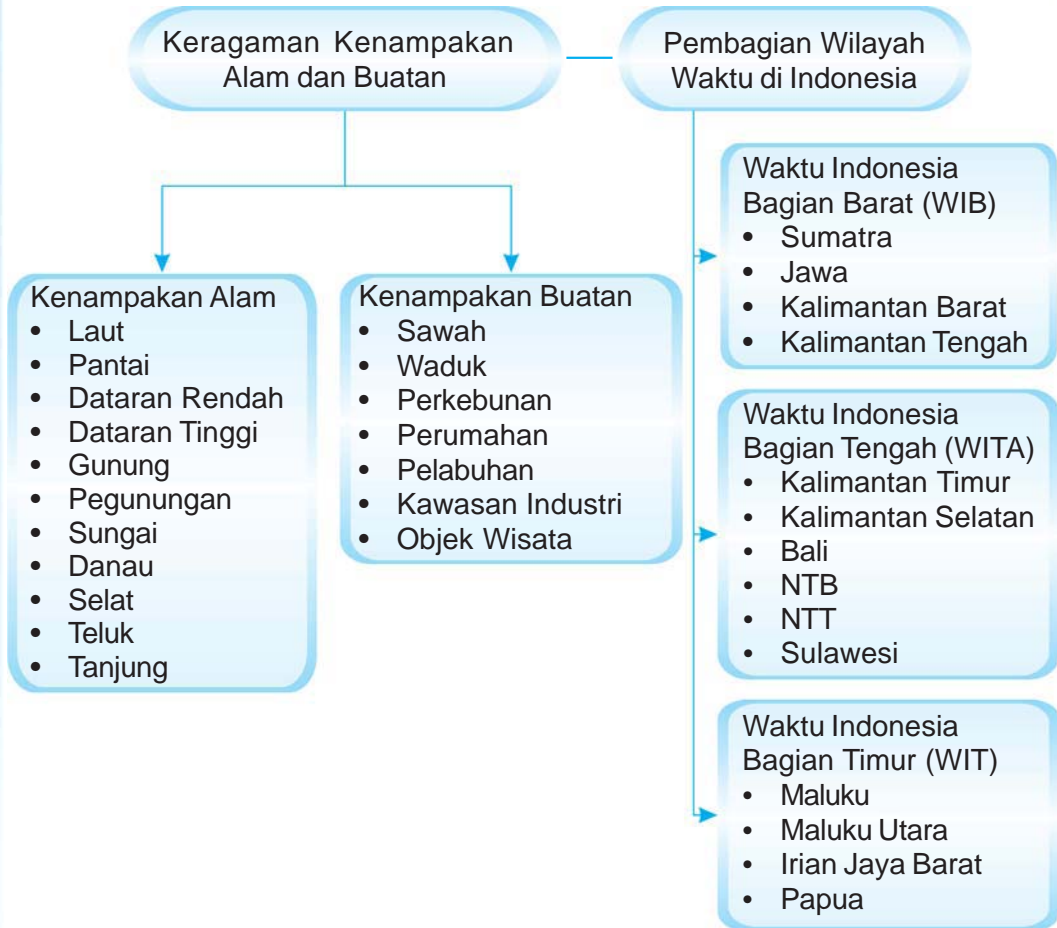 Keragaman Kenampakan
Alam dan Buatan
Pembagian Wilayah
Waktu di Indonesia
Kenampakan Alam
• Laut
• Pantai
• Dataran Rendah
• Dataran Tinggi
• Gunung
• Pegunungan
• Sungai
• Danau
• Selat
• Teluk
• Tanjung
Kenampakan Buatan
• Sawah
• Waduk
• Perkebunan
• Perumahan
• Pelabuhan
• Kawasan Industri
• Objek Wisata
Waktu Indonesia
Bagian Barat (WIB)
• Sumatra
• Jawa
• Kalimantan Barat
• Kalimantan Tengah
Waktu Indonesia
Bagian Tengah (WITA)
• Kalimantan Timur
• Kalimantan Selatan
• Bali
• NTB
• NTT
• Sulawesi
Waktu Indonesia
Bagian Timur (WIT)
• Maluku
• Maluku Utara
• Irian Jaya Barat
• Papua